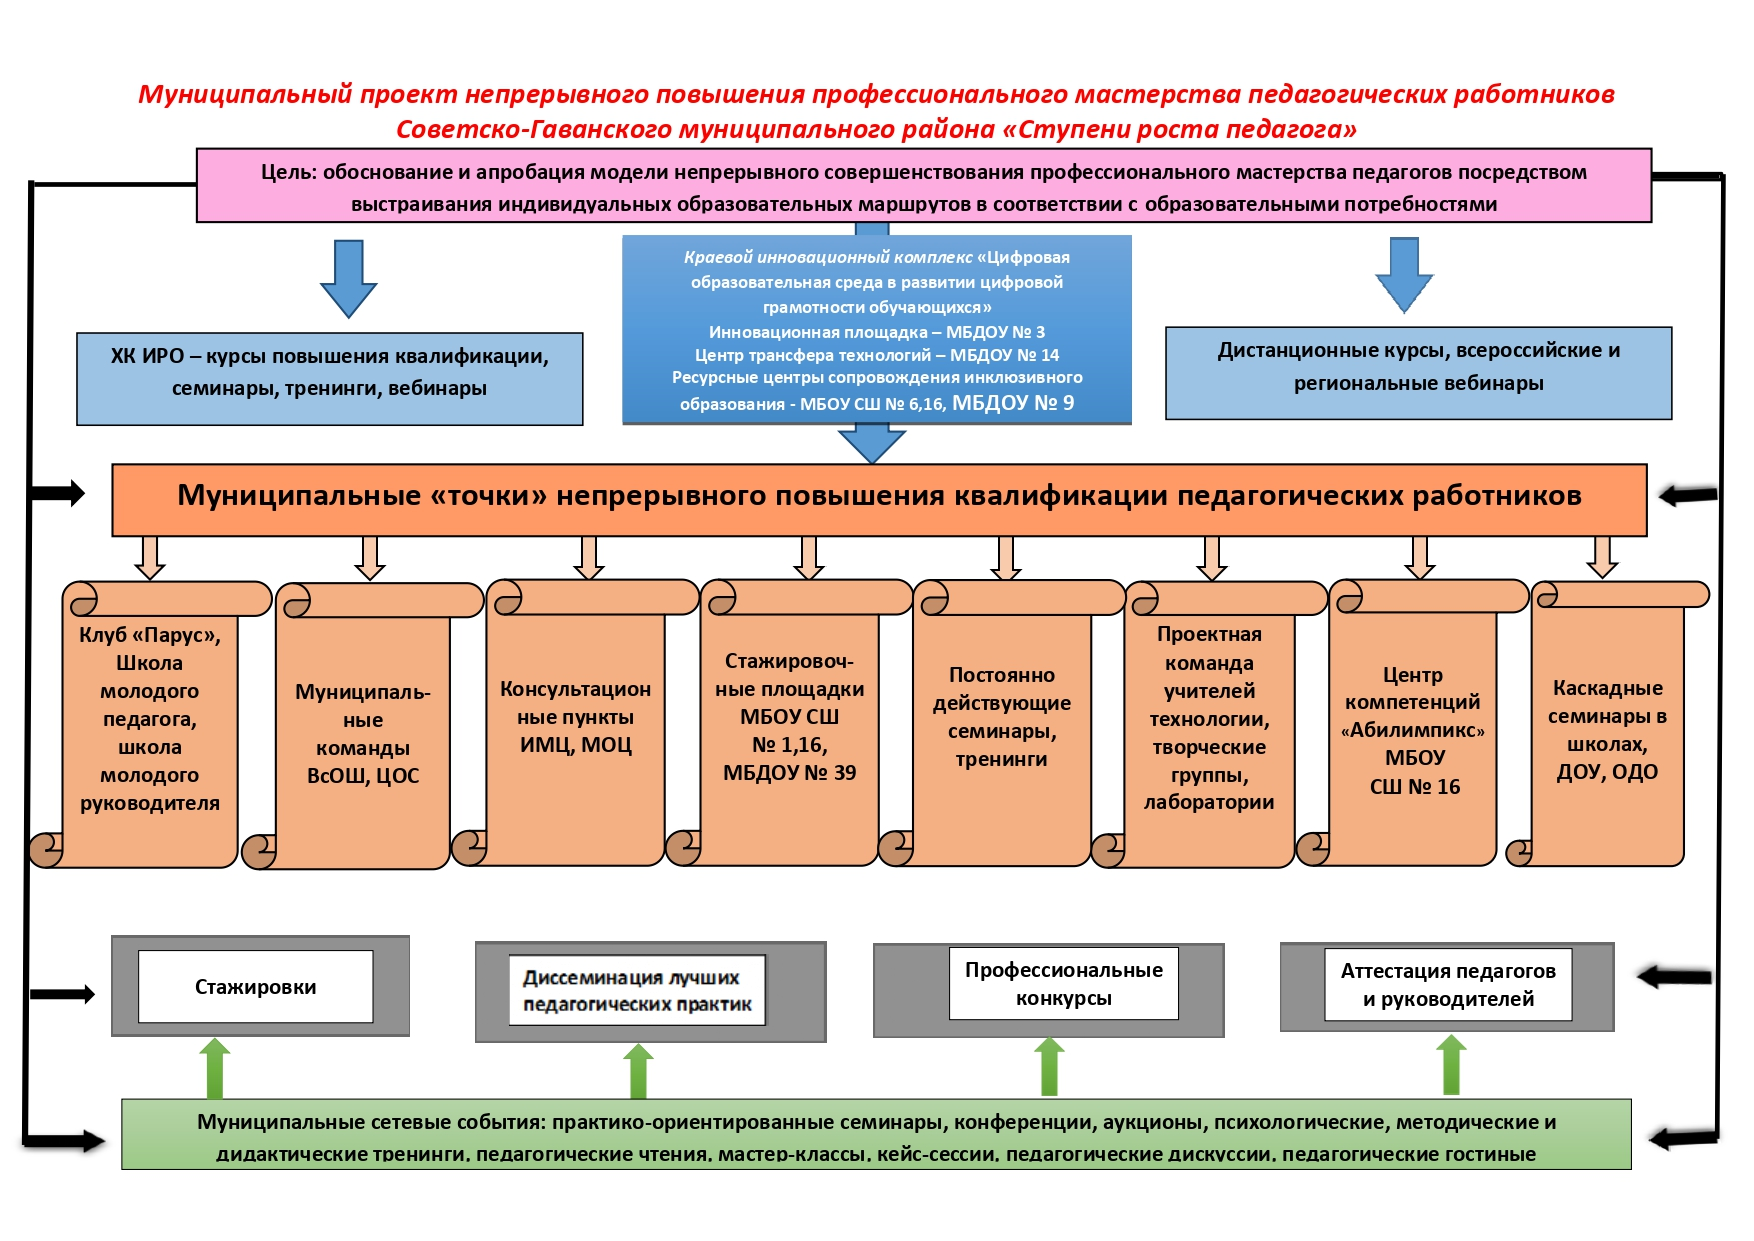 Муниципальный проект непрерывного повышения профессионального мастерства педагогических работников
Советско-Гаванского муниципального района «Ступени роста педагога»
Цель: обоснование и апробация модели непрерывного совершенствования профессионального мастерства педагогов посредством
выстраивания индивидуальных образовательных маршрутов в соответствии с образовательными потребностями
ХК ИРО – курсы повышения квалификации,
семинары, тренинги, вебинары
Краевой инновационный комплекс «Цифровая
образовательная среда в развитии цифровой
грамотности обучающихся»
Инновационная площадка – МБДОУ № 3
Центр трансфера технологий – МБДОУ № 14
Ресурсные центры сопровождения инклюзивного
образования - МБОУ СШ № 6,16, МБДОУ № 9
Дистанционные курсы, всероссийские и
региональные вебинары
Муниципальные «точки» непрерывного повышения квалификации педагогических работников
Клуб «Парус»,
Школа
молодого
педагога,
школа
молодого
руководителя
Муниципаль-
ные
команды
ВсОШ, ЦОС
Консультацион
ные пункты
ИМЦ, МОЦ
Стажировоч-
ные площадки
МБОУ СШ
№ 1,16,
МБДОУ № 39
Постоянно
действующие
семинары,
тренинги
Проектная
команда
учителей
технологии,
творческие
группы,
лаборатории
Центр
компетенций
«Абилимпикс»
МБОУ
СШ № 16
Каскадные
семинары в
школах,
ДОУ, ОДО
Стажировки
Диссеминация лучших
педагогических практик
Профессиональные
конкурсы
Аттестация педагогов
и руководителей
Муниципальные сетевые события: практико-ориентированные семинары, конференции, аукционы, психологические, методические и
дидактические тренинги, педагогические чтения, мастер-классы, кейс-сессии, педагогические дискуссии, педагогические гостиные